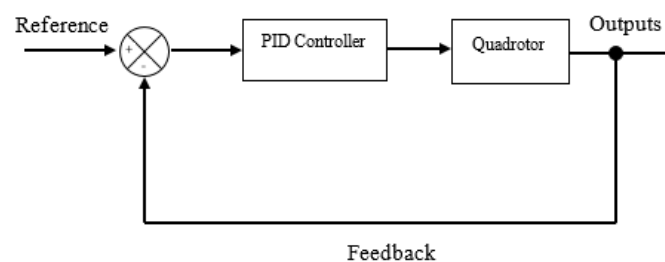 Reference
Outputs
+
-
PID Controller
Quadrotor
Feedback